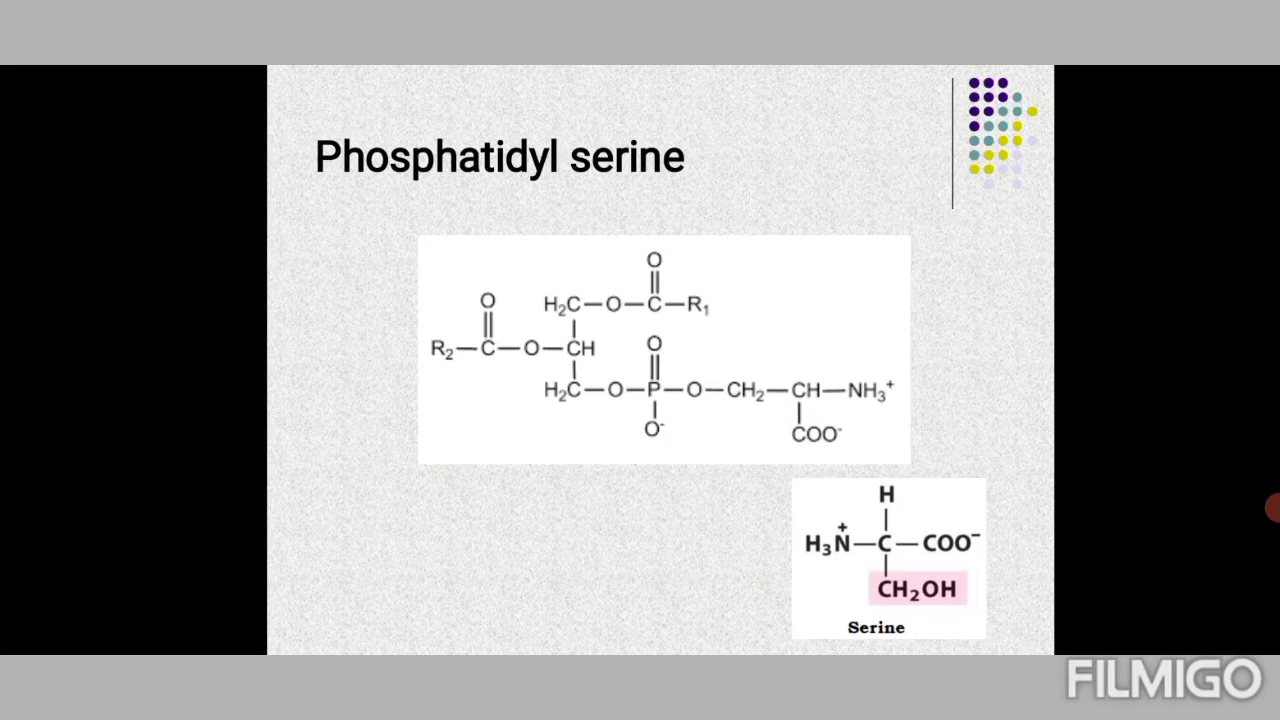 Phosphatidyl serine
O
O
H₂C—O—C—R₁
R₂—C—O—CH
O
H₂C—O—P—O—CH₂—CH—NH₃⁺
O⁻
COO⁻
H
H₃N⁺—C—COO⁻
CH₂OH
Serine
FILMIGO